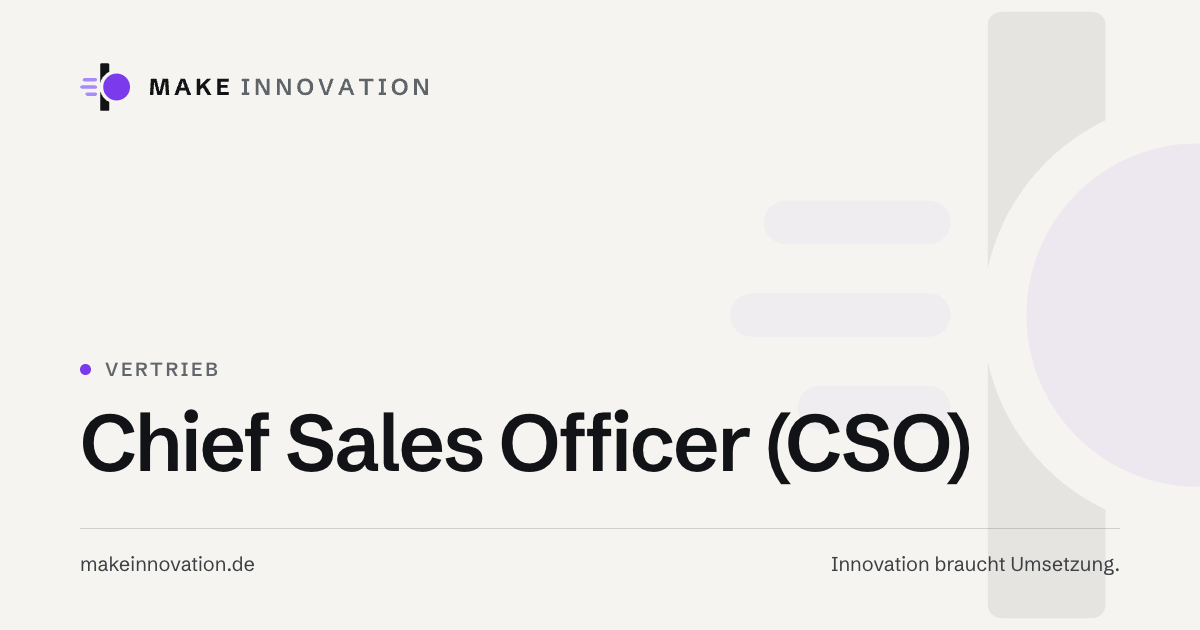 MAKE INNOVATION
VERTRIEB
Chief Sales Officer (CSO)
makeinnovation.de
Innovation braucht Umsetzung.